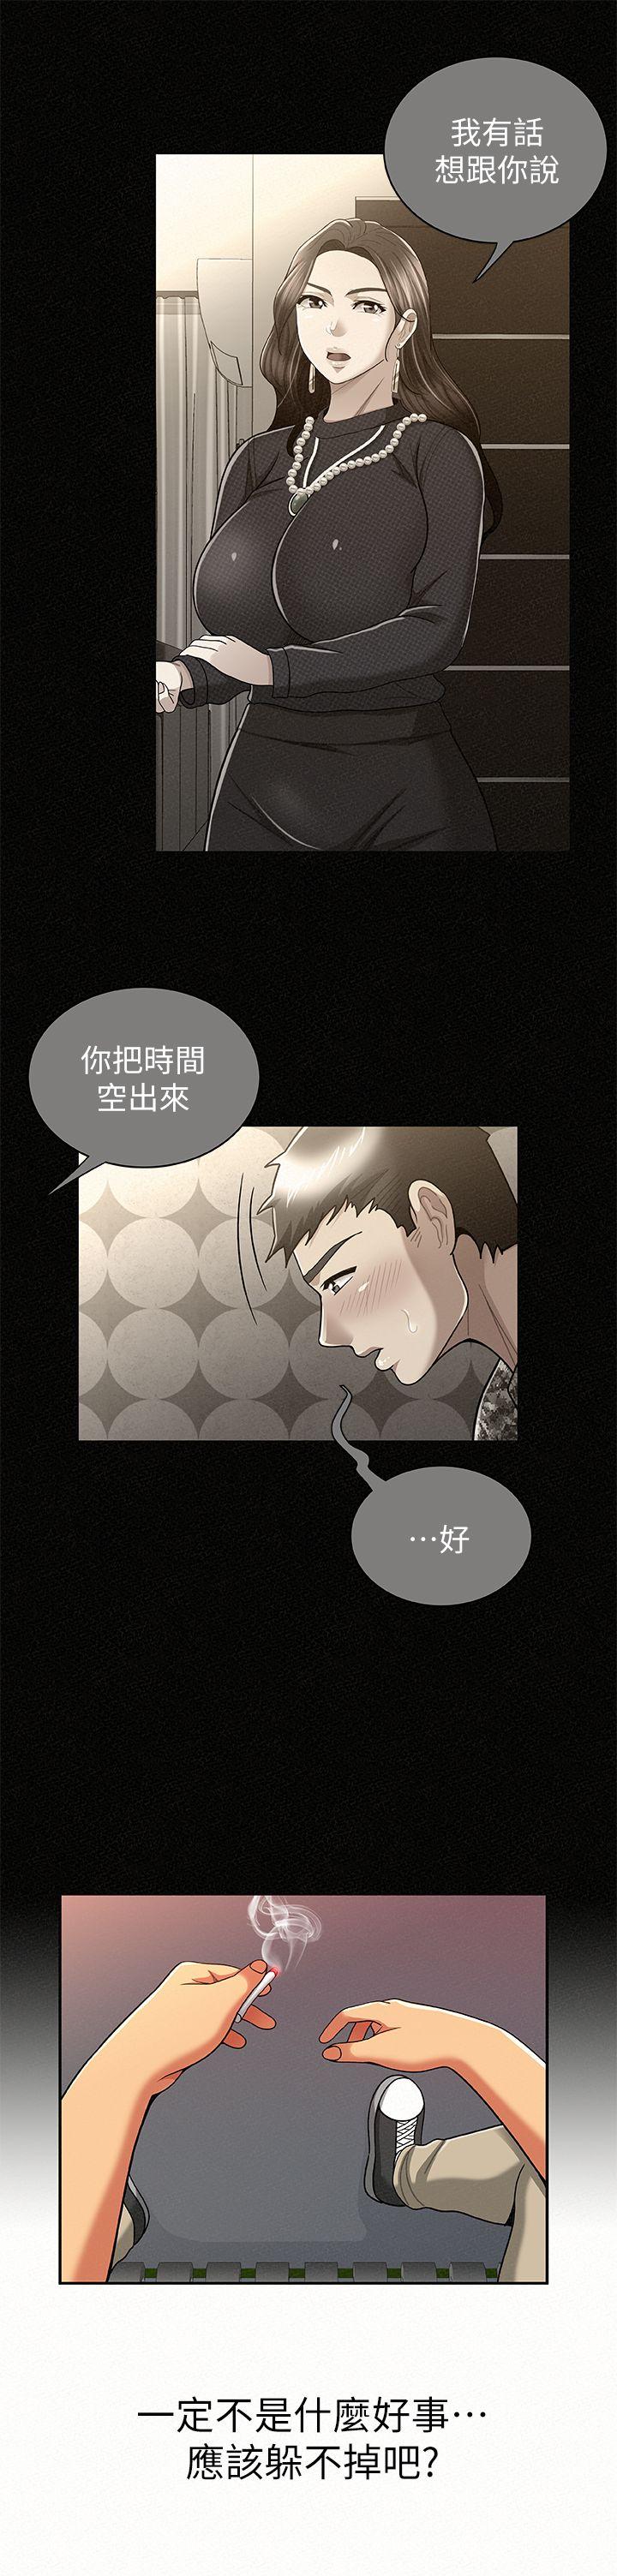 我有話
想跟你說
你把時間
空出來
…好
一定不是什麼好事…
應該躲不掉吧?